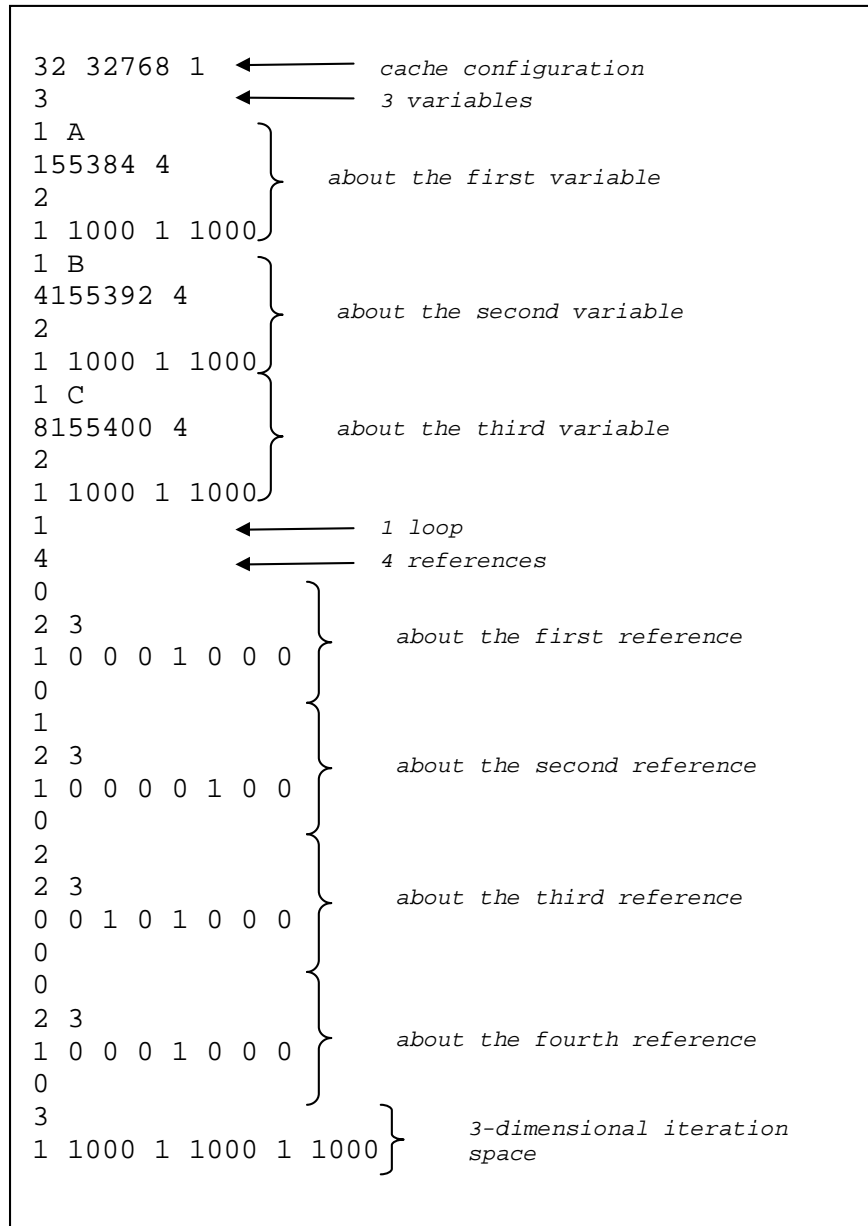 32 32768 1 cache configuration
3 3 variables
1 A
155384 4 about the first variable
2
1 1000 1 1000
1 B
4155392 4 about the second variable
2
1 1000 1 1000
1 C
8155400 4 about the third variable
2
1 1000 1 1000
1 1 loop
4 4 references
0
2 3 about the first reference
1 0 0 0 1 0 0 0
0
1
2 3 about the second reference
1 0 0 0 0 1 0 0
0
2
2 3 about the third reference
0 0 1 0 1 0 0 0
0
0
2 3 about the fourth reference
1 0 0 0 1 0 0 0
0
3 3-dimensional iteration
1 1000 1 1000 1 1000 space